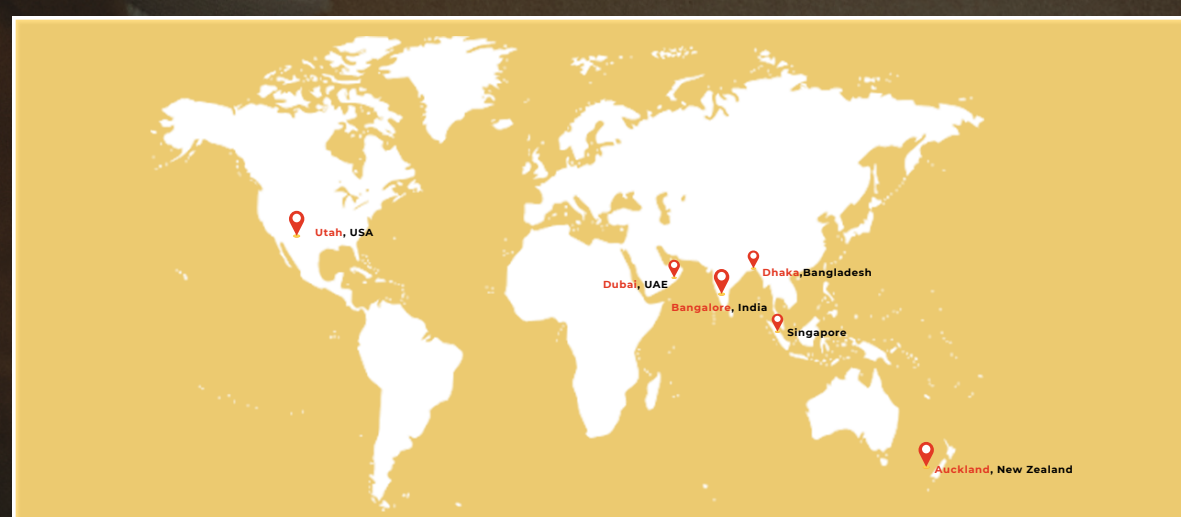 Utah, USA
Dhaka,Bangladesh
Dubai, UAE
Bangalore, India
Singapore
Auckland, New Zealand